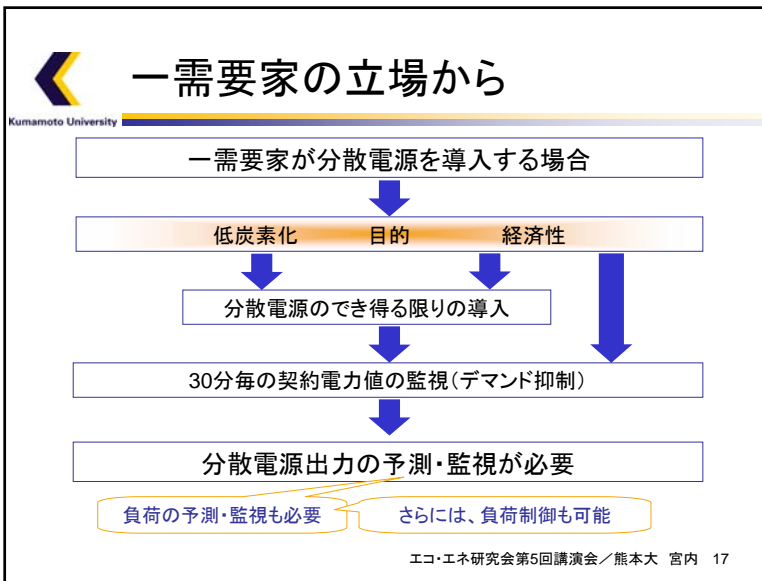 一需要家の立場から
Kumamoto University
一需要家が分散電源を導入する場合
低炭素化 目的 経済性
分散電源のでき得る限りの導入
30分毎の契約電力値の監視（デマンド抑制）
分散電源出力の予測・監視が必要
負荷の予測・監視も必要 さらには、負荷制御も可能
エコ・エネ研究会第5回講演会／熊本大 宮内 17